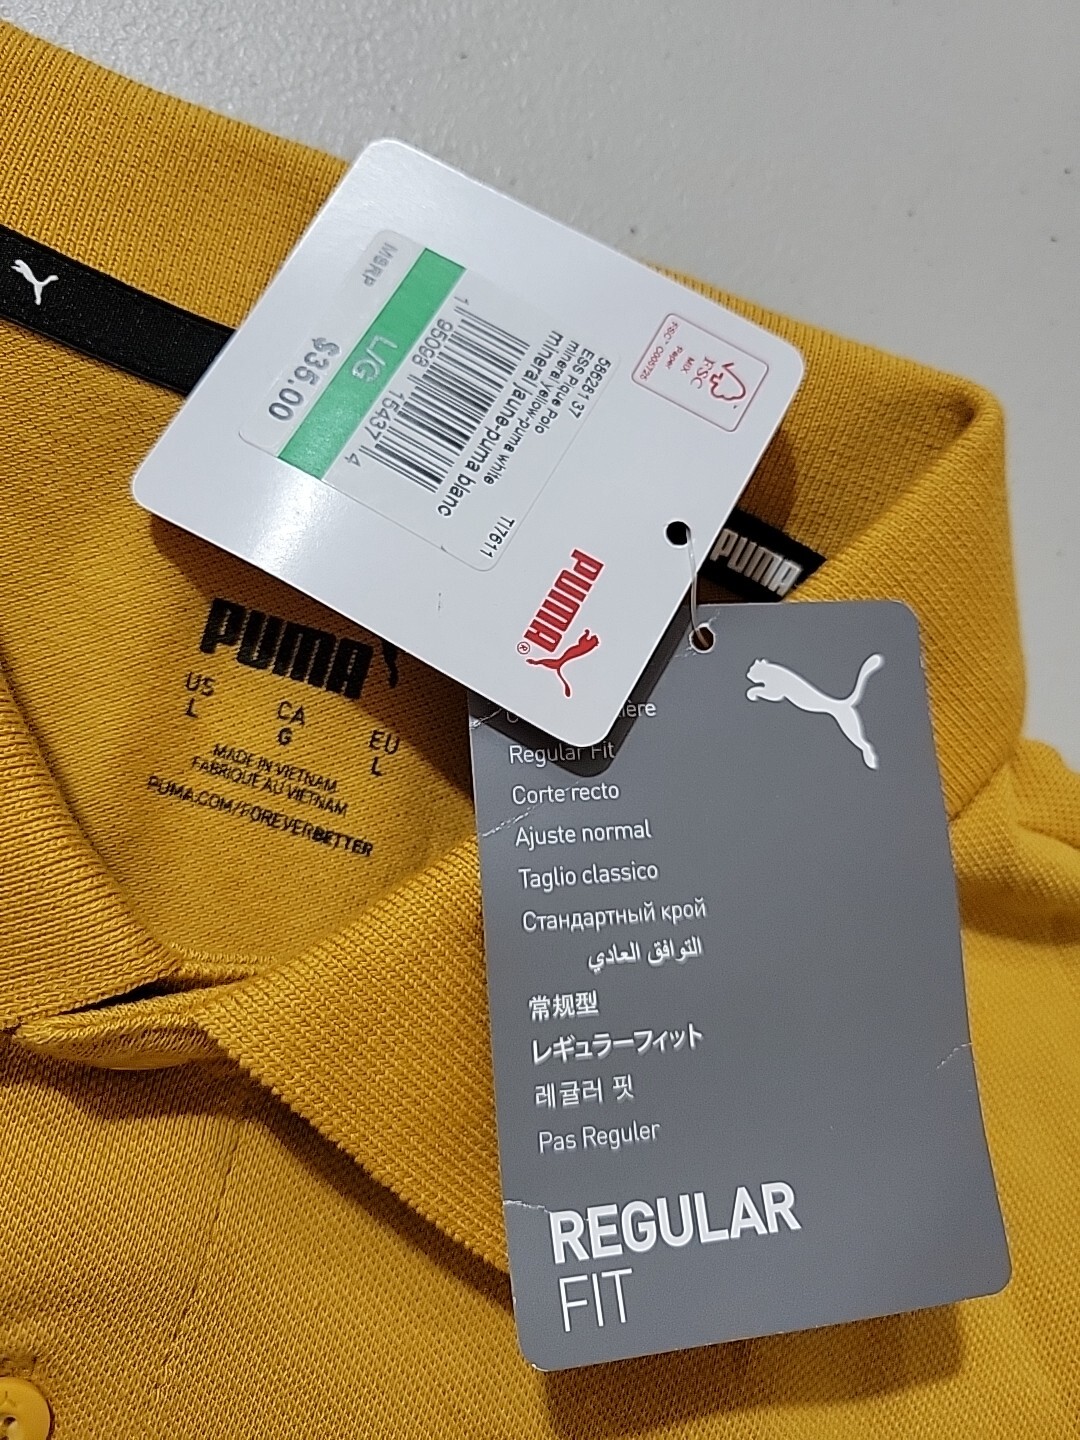 MSRP
$35.00
L/G
1 95098 15437 4
586281 37
ESS Pique Polo
mineral yellow-puma white
mineral jaune-puma blanc
TI7611
FSC
MIX
Paper
FSC® C005725
PUMA®
PUMA
PUMA
US CA EU
L G L
MADE IN VIETNAM
FABRIQUÉ AU VIETNAM
PUMA.COM/FOREVERBETTER
Regular Fit
Corte recto
Ajuste normal
Taglio classico
Стандартный крой
التوافق العادي
常规型
レギュラーフィット
레귤러 핏
Pas Reguler
REGULAR
FIT